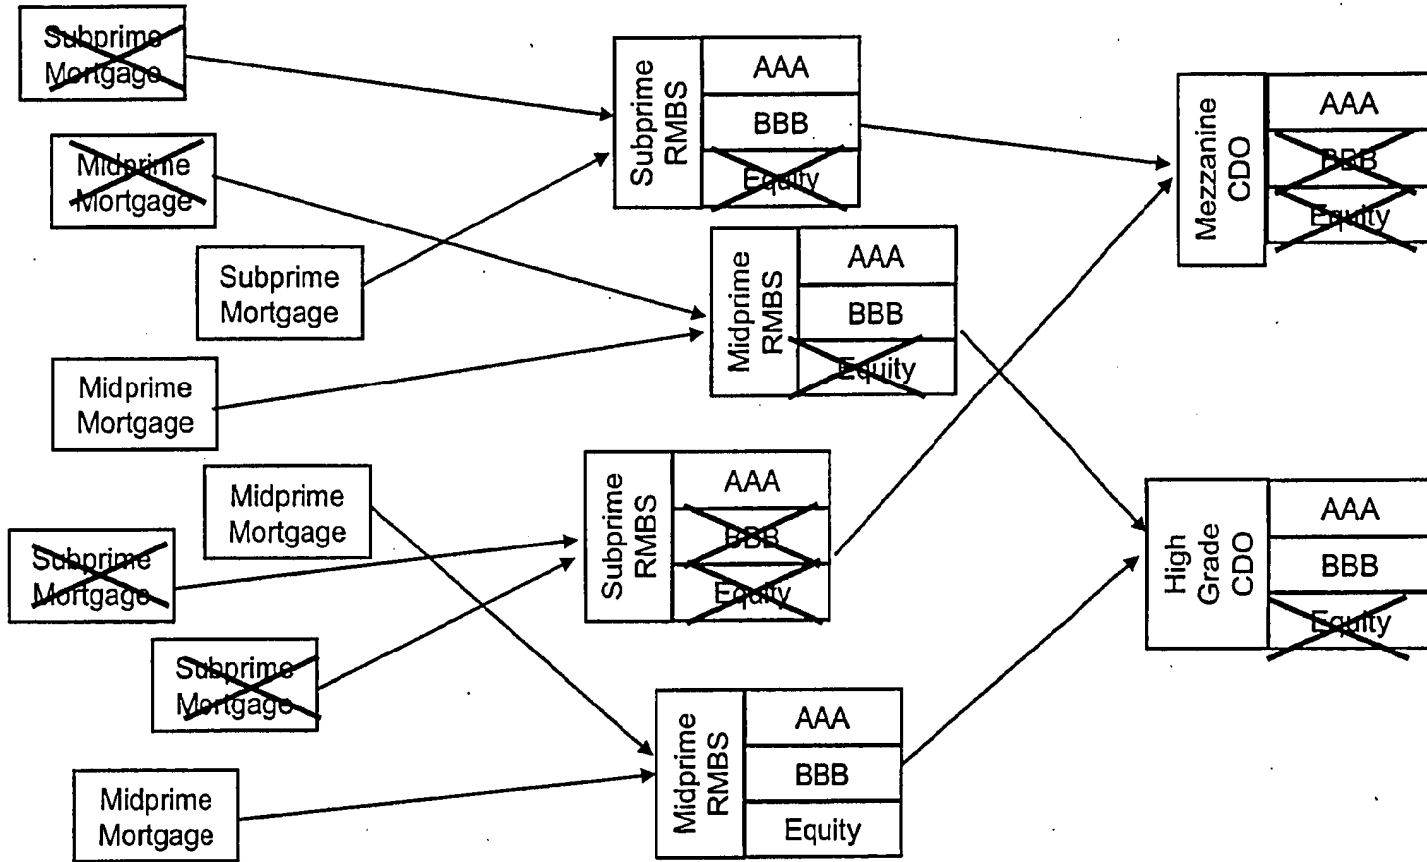 Subprime
Mortgage
Midprime
Mortgage
Subprime
Mortgage
Midprime
Mortgage
Midprime
Mortgage
Subprime
Mortgage
Subprime
Mortgage
Midprime
Mortgage
Subprime
RMBS
AAA
BBB
Equity
Midprime
RMBS
AAA
BBB
Equity
Subprime
RMBS
AAA
BBB
Equity
Midprime
RMBS
AAA
BBB
Equity
Mezzanine
CDO
AAA
BBB
Equity
High
Grade
CDO
AAA
BBB
Equity